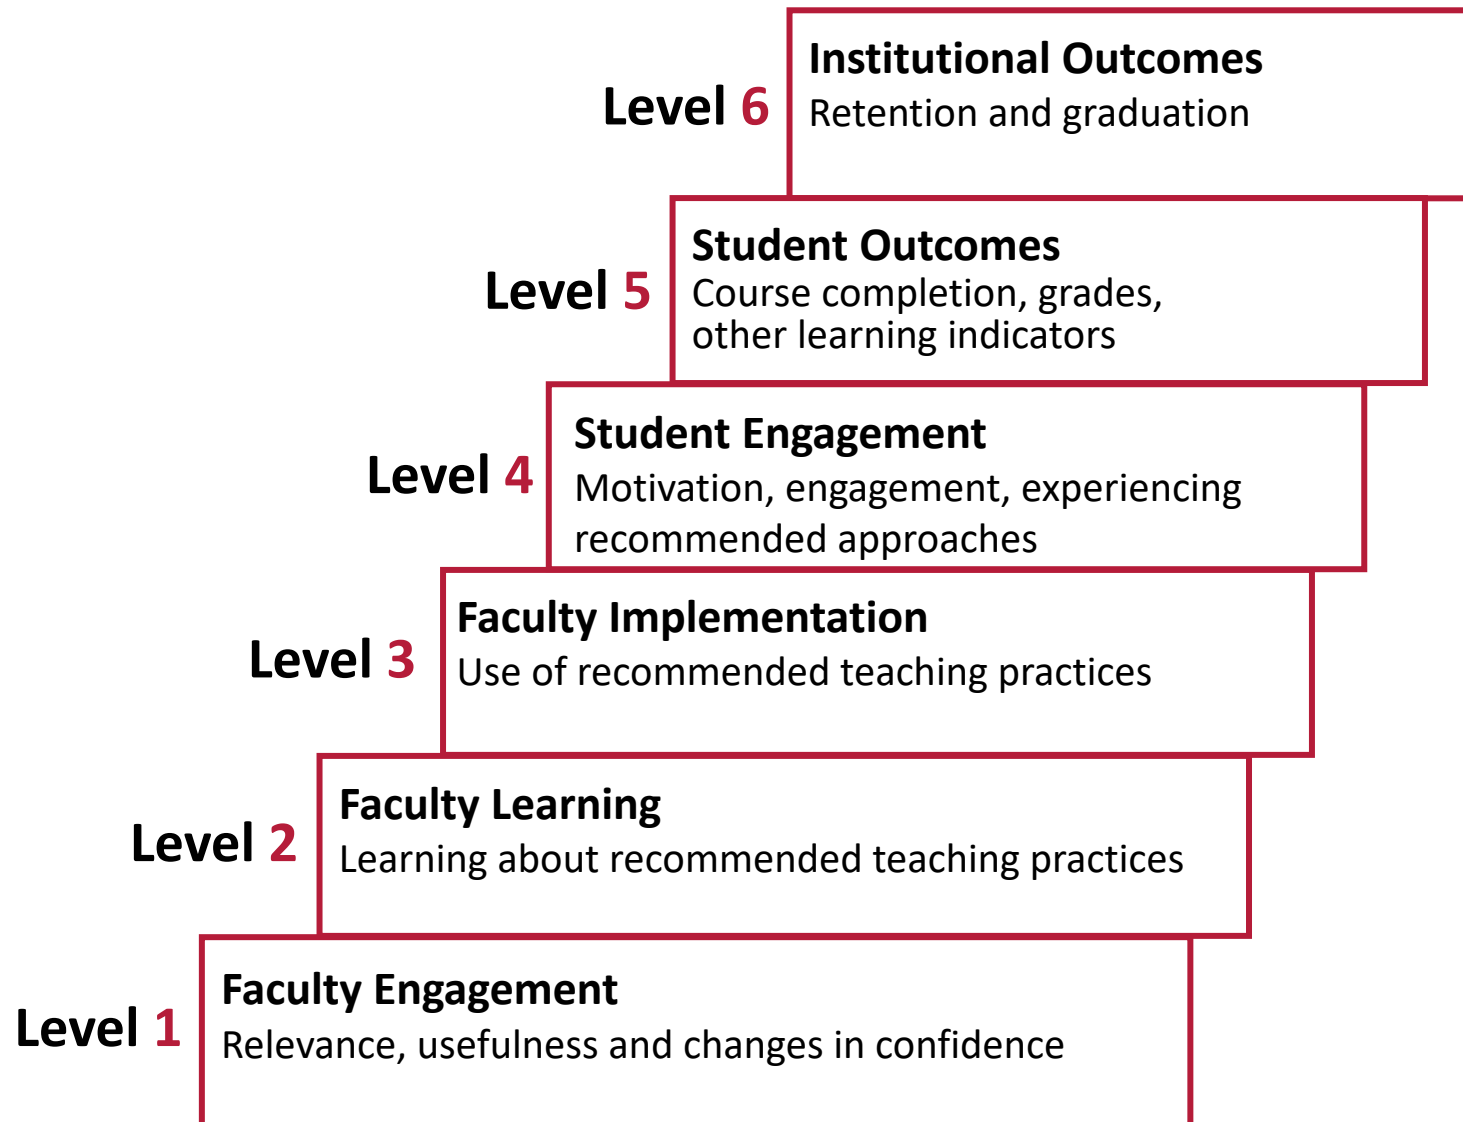 Level 6
Institutional Outcomes
Retention and graduation
Level 5
Student Outcomes
Course completion, grades,
other learning indicators
Level 4
Student Engagement
Motivation, engagement, experiencing
recommended approaches
Level 3
Faculty Implementation
Use of recommended teaching practices
Level 2
Faculty Learning
Learning about recommended teaching practices
Level 1
Faculty Engagement
Relevance, usefulness and changes in confidence